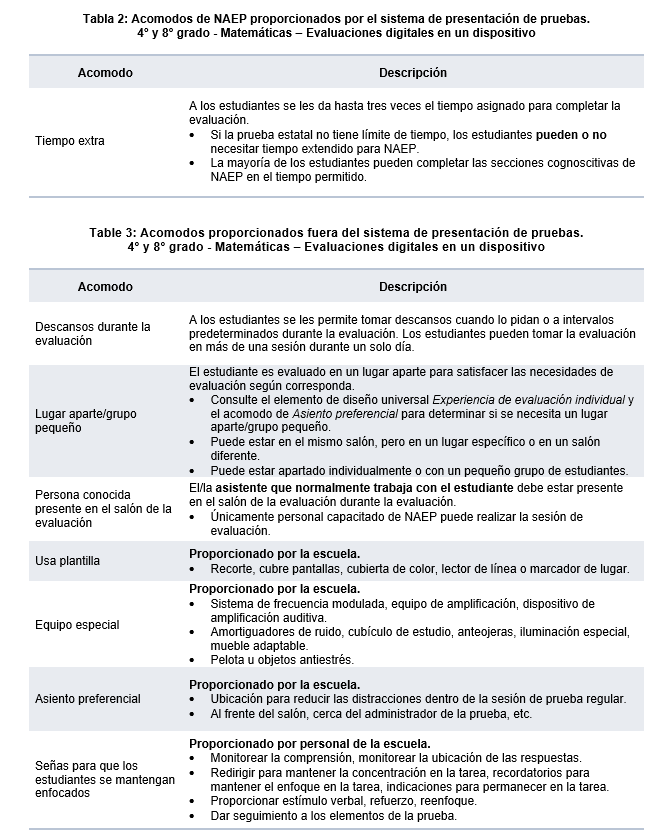 Tabla 2: Acomodos de NAEP proporcionados por el sistema de presentación de pruebas.
4° y 8° grado - Matemáticas – Evaluaciones digitales en un dispositivo
Acomodo Descripción
Tiempo extra
A los estudiantes se les da hasta tres veces el tiempo asignado para completar la
evaluación.
• Si la prueba estatal no tiene límite de tiempo, los estudiantes pueden o no
necesitar tiempo extendido para NAEP.
• La mayoría de los estudiantes pueden completar las secciones cognoscitivas de
NAEP en el tiempo permitido.
Table 3: Acomodos proporcionados fuera del sistema de presentación de pruebas.
4° y 8° grado - Matemáticas – Evaluaciones digitales en un dispositivo
Acomodo Descripción
Descansos durante la
evaluación
A los estudiantes se les permite tomar descansos cuando lo pidan o a intervalos
predeterminados durante la evaluación. Los estudiantes pueden tomar la evaluación
en más de una sesión durante un solo día.
Lugar aparte/grupo
pequeño
El estudiante es evaluado en un lugar aparte para satisfacer las necesidades de
evaluación según corresponda.
• Consulte el elemento de diseño universal Experiencia de evaluación individual y
el acomodo de Asiento preferencial para determinar si se necesita un lugar
aparte/grupo pequeño.
• Puede estar en el mismo salón, pero en un lugar específico o en un salón
diferente.
• Puede estar apartado individualmente o con un pequeño grupo de estudiantes.
Persona conocida
presente en el salón de la
evaluación
El/la asistente que normalmente trabaja con el estudiante debe estar presente
en el salón de la evaluación durante la evaluación.
• Únicamente personal capacitado de NAEP puede realizar la sesión de
evaluación.
Usa plantilla
Proporcionado por la escuela.
• Recorte, cubre pantallas, cubierta de color, lector de línea o marcador de lugar.
Equipo especial
Proporcionado por la escuela.
• Sistema de frecuencia modulada, equipo de amplificación, dispositivo de
amplificación auditiva.
• Amortiguadores de ruido, cubículo de estudio, anteojeras, iluminación especial,
mueble adaptable.
• Pelota u objetos antiestrés.
Asiento preferencial
Proporcionado por la escuela.
• Ubicación para reducir las distracciones dentro de la sesión de prueba regular.
• Al frente del salón, cerca del administrador de la prueba, etc.
Señas para que los
estudiantes se mantengan
enfocados
Proporcionado por personal de la escuela.
• Monitorear la comprensión, monitorear la ubicación de las respuestas.
• Redirigir para mantener la concentración en la tarea, recordatorios para
mantener el enfoque en la tarea, indicaciones para permanecer en la tarea.
• Proporcionar estímulo verbal, refuerzo, reenfoque.
• Dar seguimiento a los elementos de la prueba.